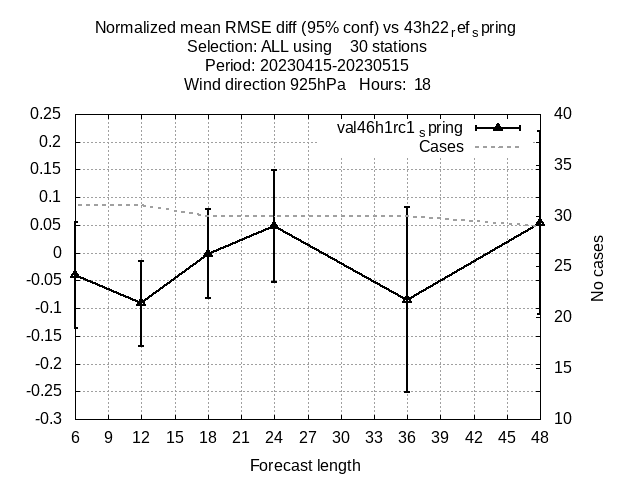 Normalized mean RMSE diff (95% conf) vs 43h22refspring
Selection: ALL using    30 stations
Period: 20230415-20230515
Wind direction 925hPa   Hours:  18
val46h1rc1spring
Cases
0.25
0.2
0.15
0.1
0.05
0
-0.05
-0.1
-0.15
-0.2
-0.25
-0.3
40
35
30
25
20
15
10
No cases
6 9 12 15 18 21 24 27 30 33 36 39 42 45 48
Forecast length